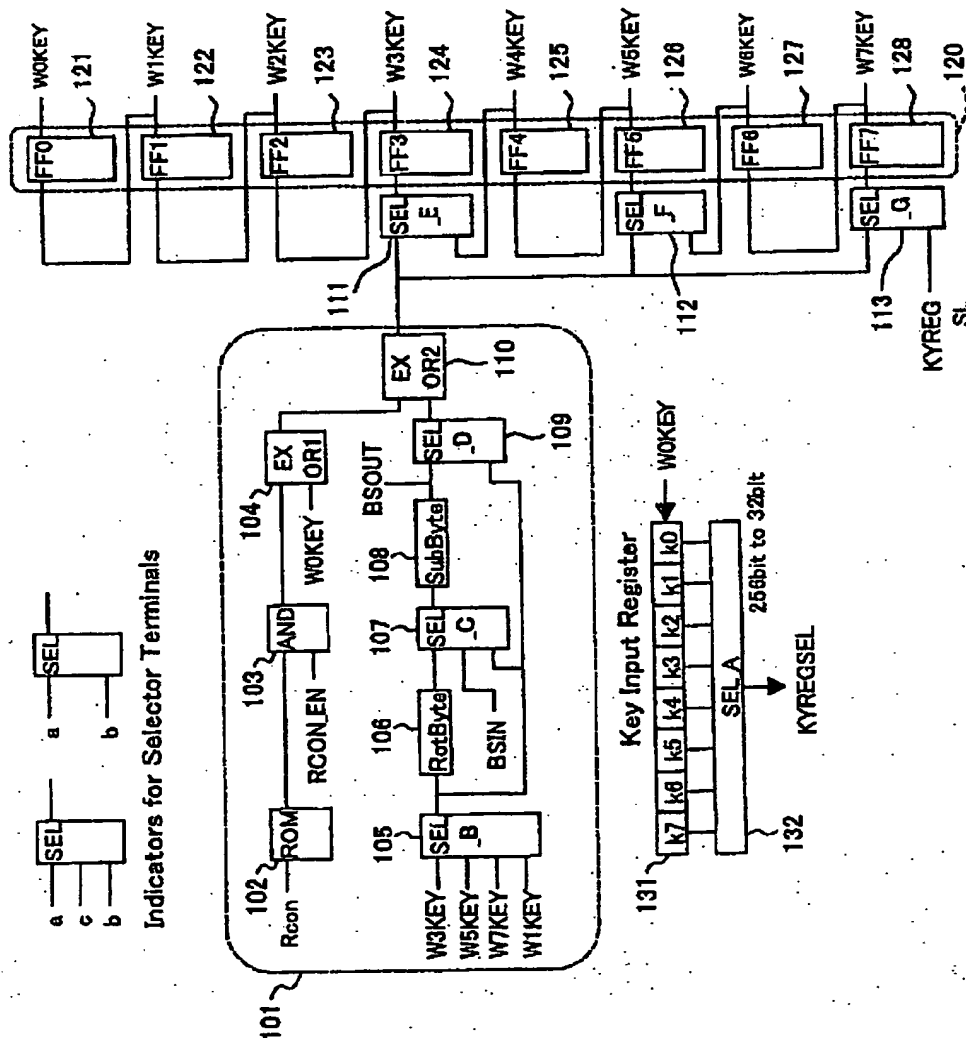 W0KEY
FF0
121
W1KEY
FF1
122
W2KEY
FF2
123
W3KEY
FF3
124
W4KEY
FF4
125
W5KEY
FF5
126
W6KEY
FF6
127
W7KEY
FF7
128
120
SEL _E
111
SEL _F
112
SEL _G
113
KYREG
SEL
a
c
b
SEL
a
b
Indicators for Selector Terminals
101
Rcon
ROM
102
AND
103
RCON_EN
EX OR1
104
W0KEY
EX OR2
110
W3KEY
W5KEY
W7KEY
W1KEY
SEL _B
105
RotByte
106
SEL _C
107
BSIN
SubByte
108
BSOUT
SEL _D
109
Key Input Register
131
k7 k6 k5 k4 k3 k2 k1 k0
W0KEY
SEL_A
132
256bit to 32bit
KYREGSEL